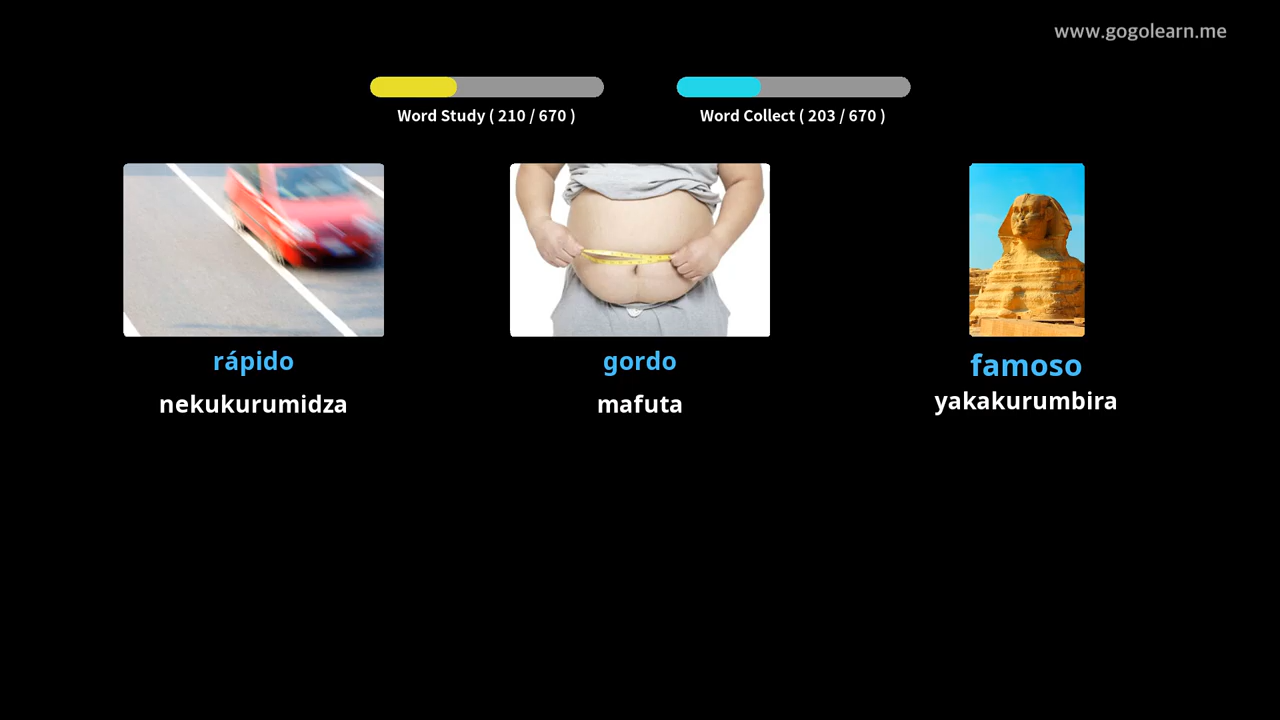 www.gogolearn.me
Word Study ( 210 / 670 )
Word Collect ( 203 / 670 )
rápido
nekukurumidza
gordo
mafuta
famoso
yakakurumbira